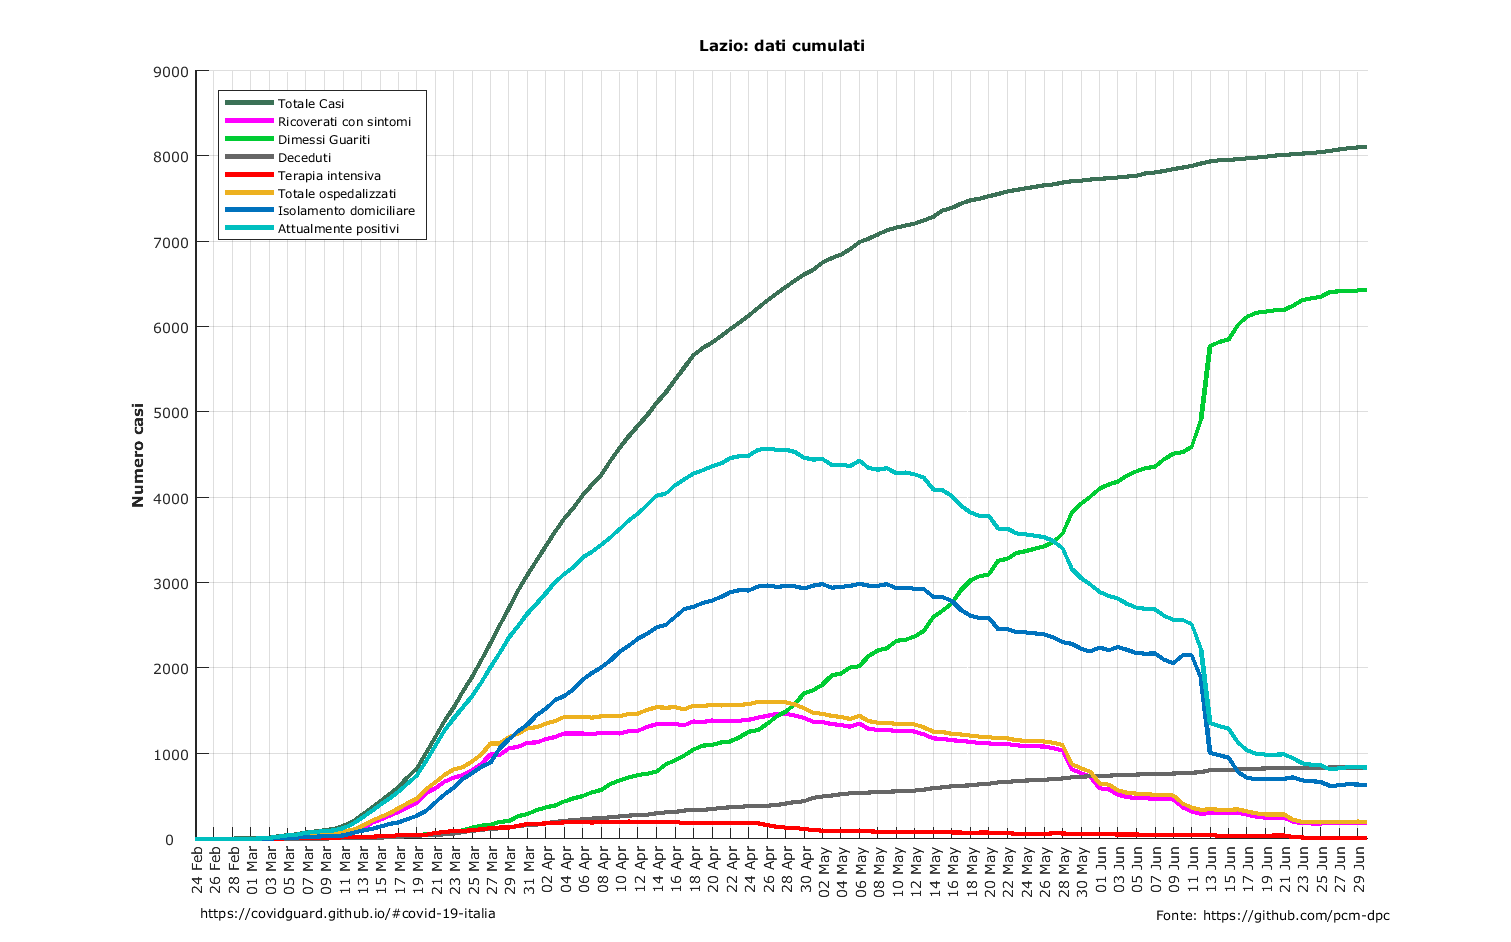 Lazio: dati cumulati
Numero casi
9000
8000
7000
6000
5000
4000
3000
2000
1000
0
Totale Casi
Ricoverati con sintomi
Dimessi Guariti
Deceduti
Terapia intensiva
Totale ospedalizzati
Isolamento domiciliare
Attualmente positivi
24 Feb
26 Feb
28 Feb
01 Mar
03 Mar
05 Mar
07 Mar
09 Mar
11 Mar
13 Mar
15 Mar
17 Mar
19 Mar
21 Mar
23 Mar
25 Mar
27 Mar
29 Mar
31 Mar
02 Apr
04 Apr
06 Apr
08 Apr
10 Apr
12 Apr
14 Apr
16 Apr
18 Apr
20 Apr
22 Apr
24 Apr
26 Apr
28 Apr
30 Apr
02 May
04 May
06 May
08 May
10 May
12 May
14 May
16 May
18 May
20 May
22 May
24 May
26 May
28 May
30 May
01 Jun
03 Jun
05 Jun
07 Jun
09 Jun
11 Jun
13 Jun
15 Jun
17 Jun
19 Jun
21 Jun
23 Jun
25 Jun
27 Jun
29 Jun
https://covidguard.github.io/#covid-19-italia
Fonte: https://github.com/pcm-dpc